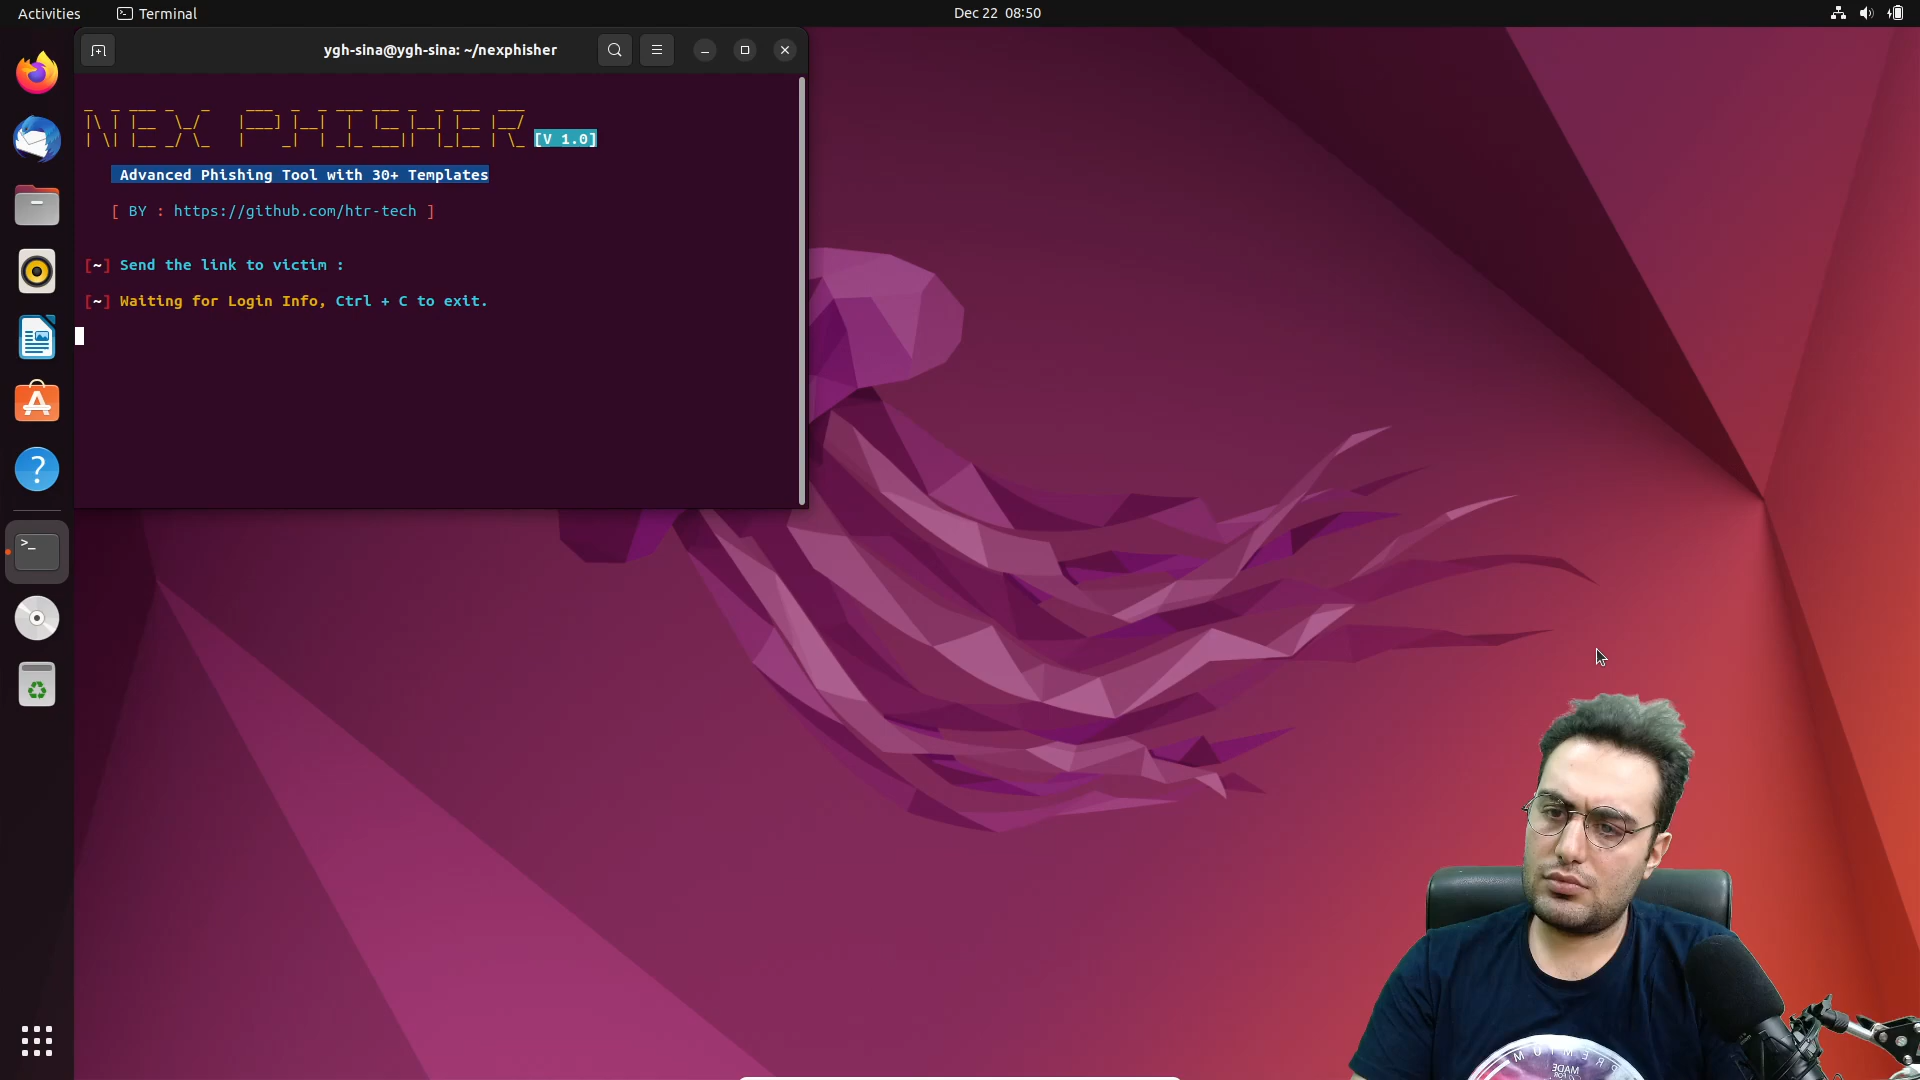 Activities
Terminal
Dec 22 08:50
ygh-sina@ygh-sina: ~/nexphisher
NEX PHISHER [V 1.0]
Advanced Phishing Tool with 30+ Templates
[ BY : https://github.com/htr-tech ]
[~] Send the link to victim :
[~] Waiting for Login Info, Ctrl + C to exit.
>_
?
PREMIUM
MADE